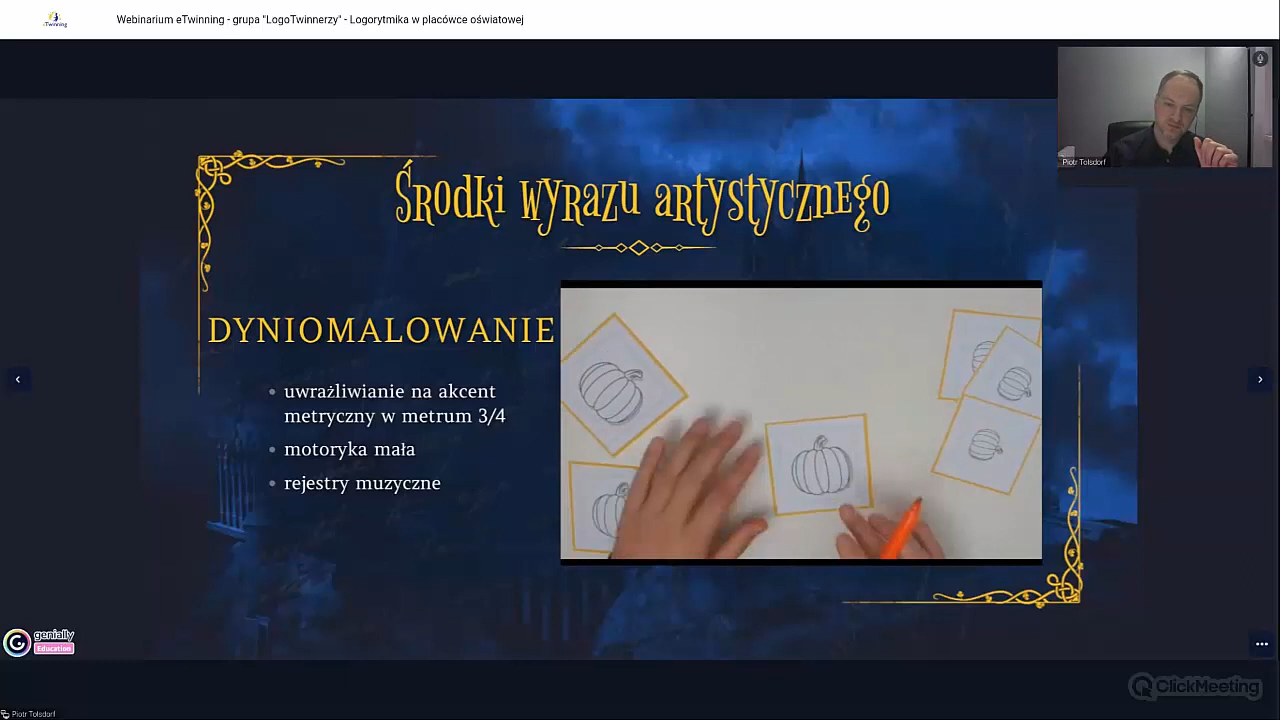 eTwinning
Webinarium eTwinning - grupa "LogoTwinnerzy" - Logorytmika w placówce oświatowej
Piotr Tolsdorf
Środki wyrazu artystycznego
DYNIOMALOWANIE
uwrażliwianie na akcent
metryczny w metrum 3/4
motoryka mała
rejestry muzyczne
genially
Education
ClickMeeting
Piotr Tolsdorf